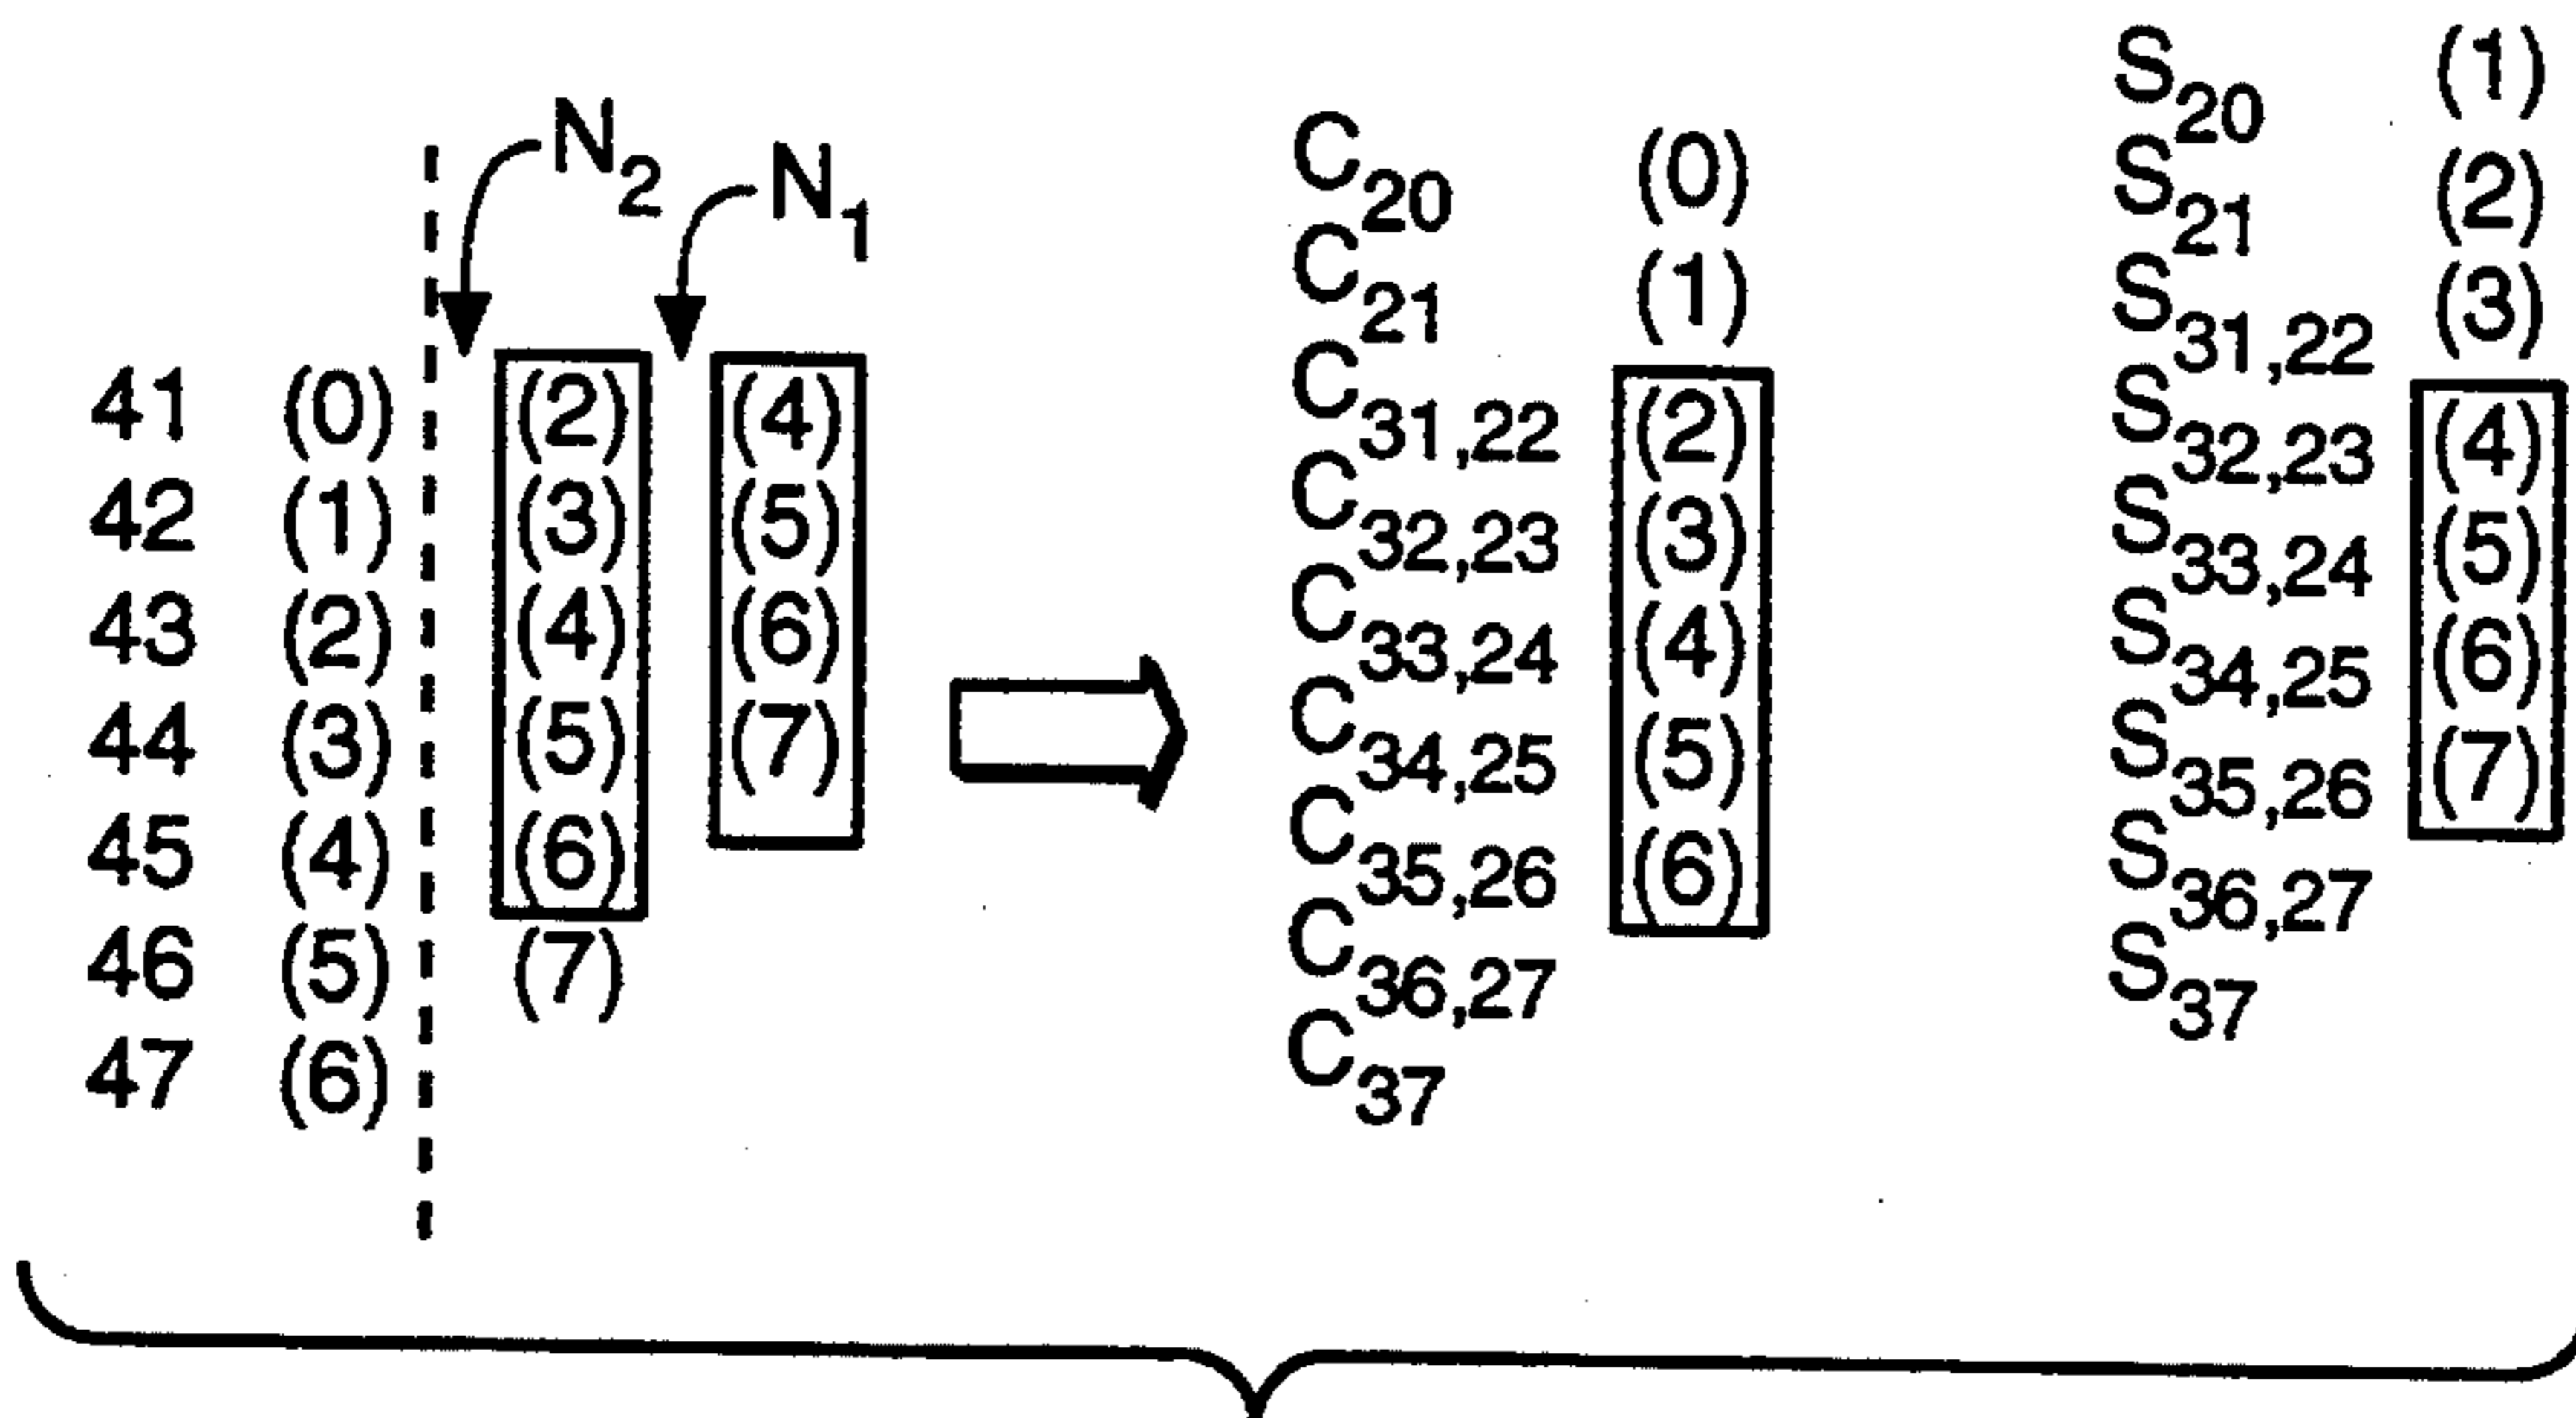 N2 N1
41 (0) (2) (4)
42 (1) (3) (5)
43 (2) (4) (6)
44 (3) (5) (7)
45 (4) (6)
46 (5) (7)
47 (6)
C20 (0)
C21 (1)
C31,22 (2)
C32,23 (3)
C33,24 (4)
C34,25 (5)
C35,26 (6)
C36,27
C37
S20 (1)
S21 (2)
S31,22 (3)
S32,23 (4)
S33,24 (5)
S34,25 (6)
S35,26 (7)
S36,27
S37